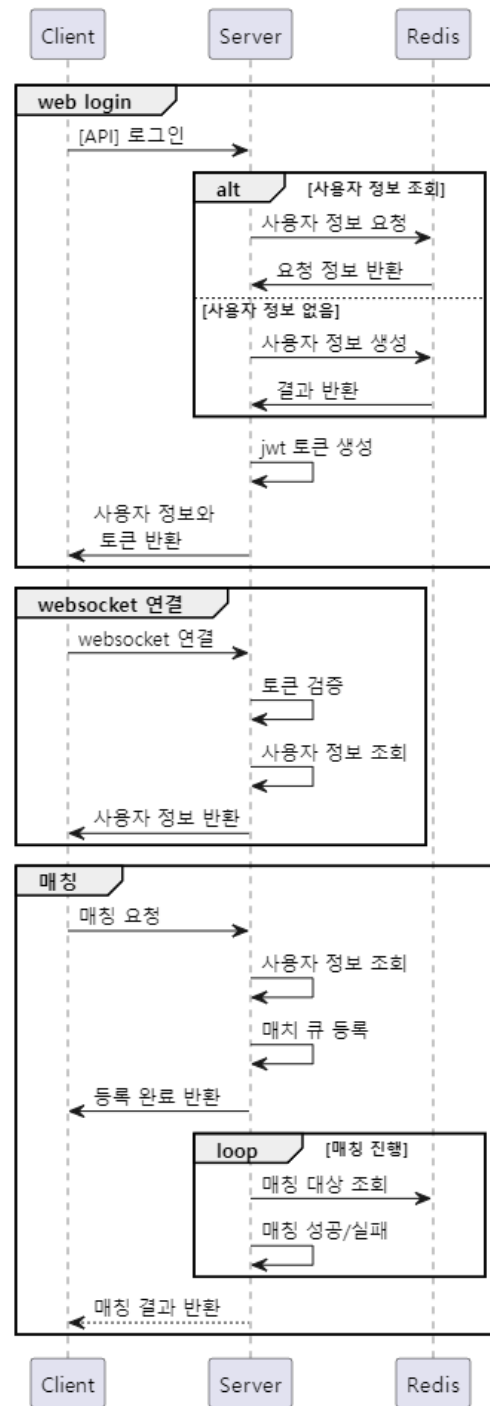 Client Server Redis
web login
[API] 로그인
alt [사용자 정보 조회]
사용자 정보 요청
요청 정보 반환
[사용자 정보 없음]
사용자 정보 생성
결과 반환
jwt 토큰 생성
사용자 정보와
토큰 반환
websocket 연결
websocket 연결
토큰 검증
사용자 정보 조회
사용자 정보 반환
매칭
매칭 요청
사용자 정보 조회
매치 큐 등록
등록 완료 반환
loop [매칭 진행]
매칭 대상 조회
매칭 성공/실패
매칭 결과 반환
Client Server Redis